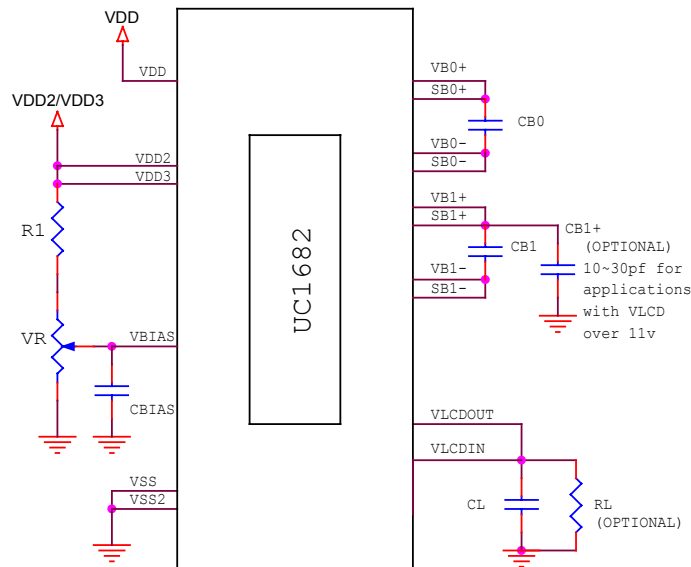 VDD
VDD
VDD2/VDD3
VDD2
VDD3
R1
VR
VBIAS
CBIAS
VSS
VSS2
UC1682
VB0+
SB0+
CB0
VB0-
SB0-
VB1+
SB1+
CB1
VB1-
SB1-
CB1+
(OPTIONAL)
10~30pf for
applications
with VLCD
over 11v
VLCDOUT
VLCDIN
CL
RL
(OPTIONAL)